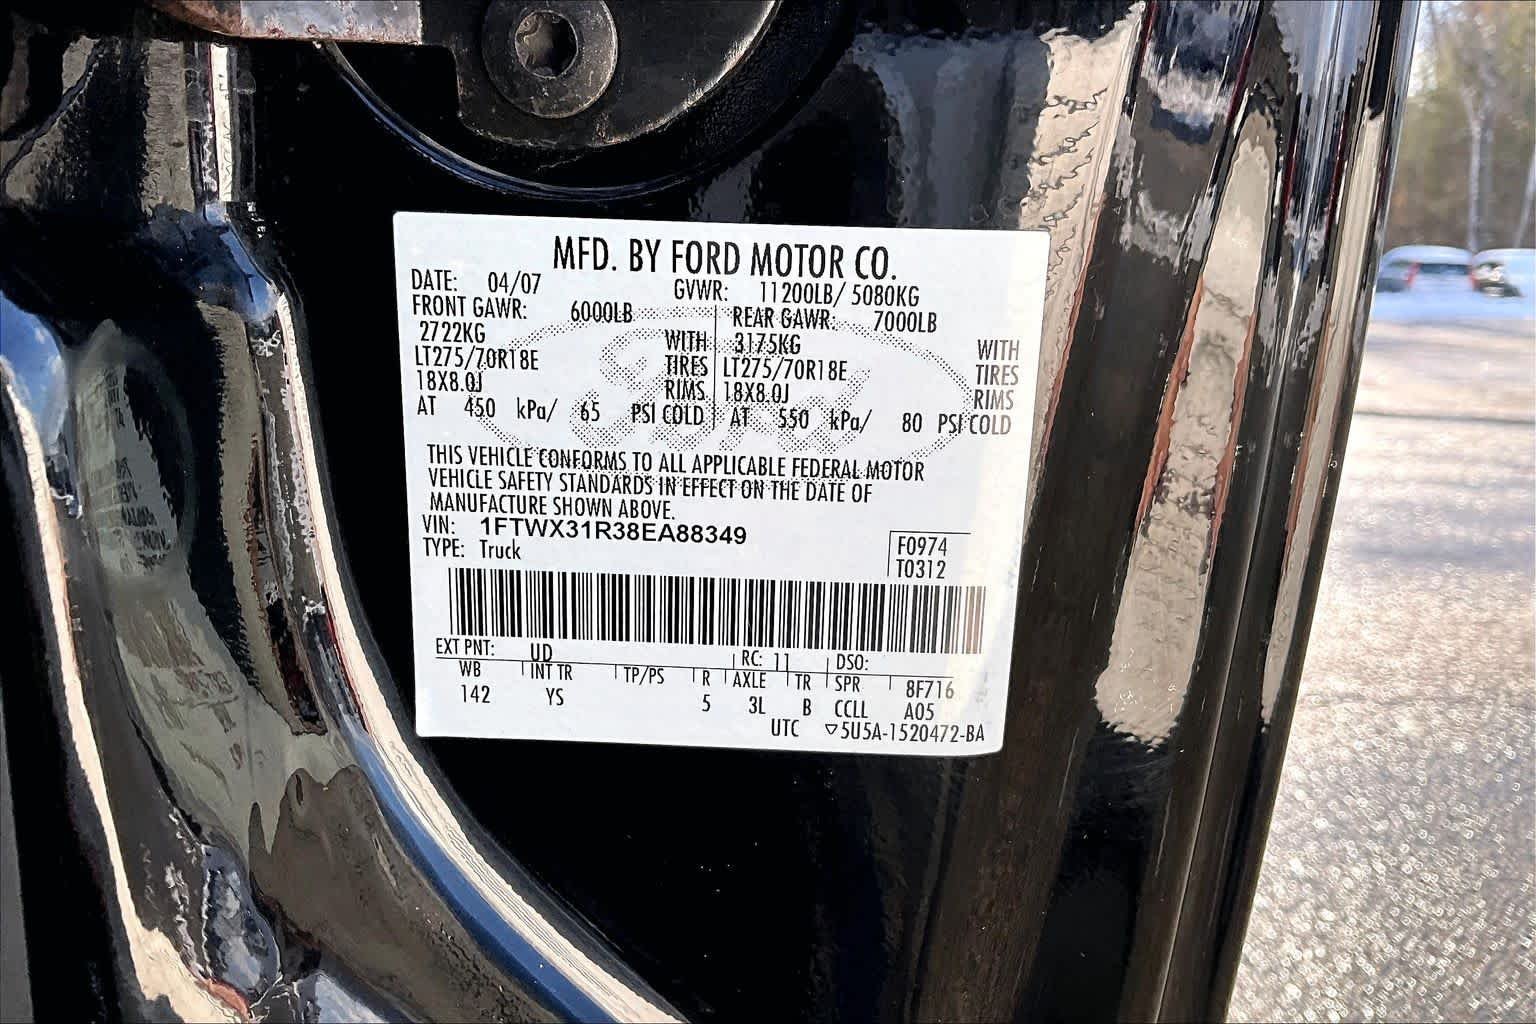 MFD. BY FORD MOTOR CO.
DATE: 04/07 GVWR: 11200LB/ 5080KG
FRONT GAWR: 6000LB REAR GAWR: 7000LB
2722KG WITH 3175KG WITH
LT275/70R18E TIRES LT275/70R18E TIRES
18X8.0J RIMS 18X8.0J RIMS
AT 450 kPa/ 65 PSI COLD AT 550 kPa/ 80 PSI COLD
Ford
THIS VEHICLE CONFORMS TO ALL APPLICABLE FEDERAL MOTOR
VEHICLE SAFETY STANDARDS IN EFFECT ON THE DATE OF
MANUFACTURE SHOWN ABOVE.
VIN: 1FTWX31R38EA88349
TYPE: Truck
F0974
T0312
EXT PNT: UD RC: 11 DSO:
WB INT TR TP/PS R AXLE TR SPR 8F716
142 YS 5 3L B CCLL A05
UTC ▽5U5A-1520472-BA